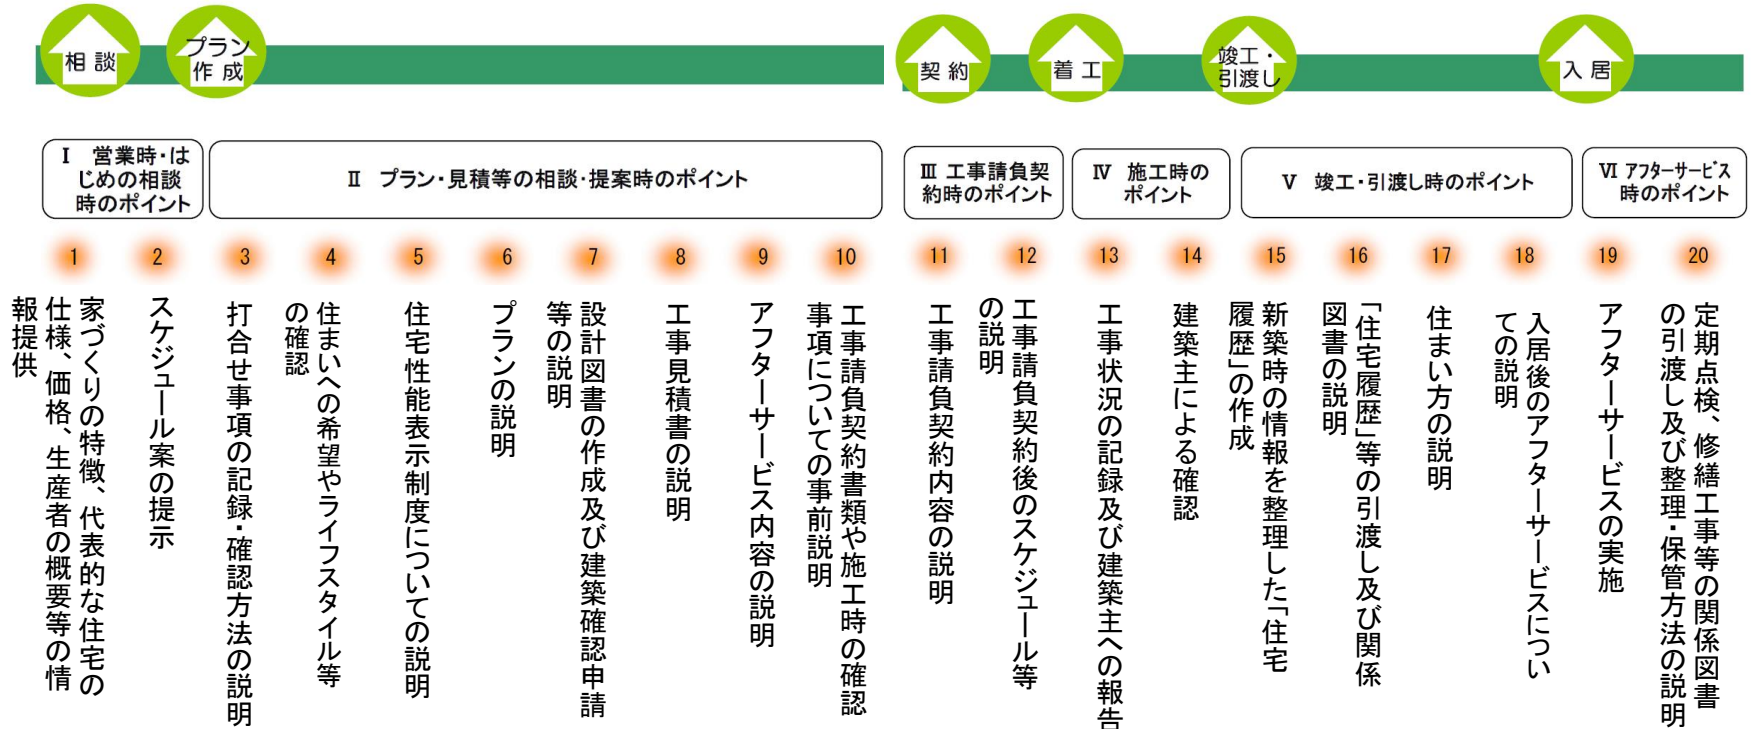 相談
プラン
作成
契約
着工
竣工・
引渡し
入居
Ⅰ 営業時・は
じめの相談
時のポイント
Ⅱ プラン・見積等の相談・提案時のポイント
Ⅲ 工事請負契
約時のポイント
Ⅳ 施工時の
ポイント
Ⅴ 竣工・引渡し時のポイント
Ⅵ アフターサービス
時のポイント
1
2
3
4
5
6
7
8
9
10
11
12
13
14
15
16
17
18
19
20
家づくりの特徴、代表的な住宅の
仕様、価格、生産者の概要等の情
報提供
スケジュール案の提示
打合せ事項の記録・確認方法の説明
住まいへの希望やライフスタイル等
の確認
住宅性能表示制度についての説明
プランの説明
設計図書の作成及び建築確認申請
等の説明
工事見積書の説明
アフターサービス内容の説明
工事請負契約書類や施工時の確認
事項についての事前説明
工事請負契約内容の説明
工事請負契約後のスケジュール等
の説明
工事状況の記録及び建築主への報告
建築主による確認
新築時の情報を整理した「住宅
履歴」の作成
「住宅履歴」等の引渡し及び関係
図書の説明
住まい方の説明
入居後のアフターサービスについ
ての説明
アフターサービスの実施
定期点検、修繕工事等の関係図書
の引渡し及び整理・保管方法の説明